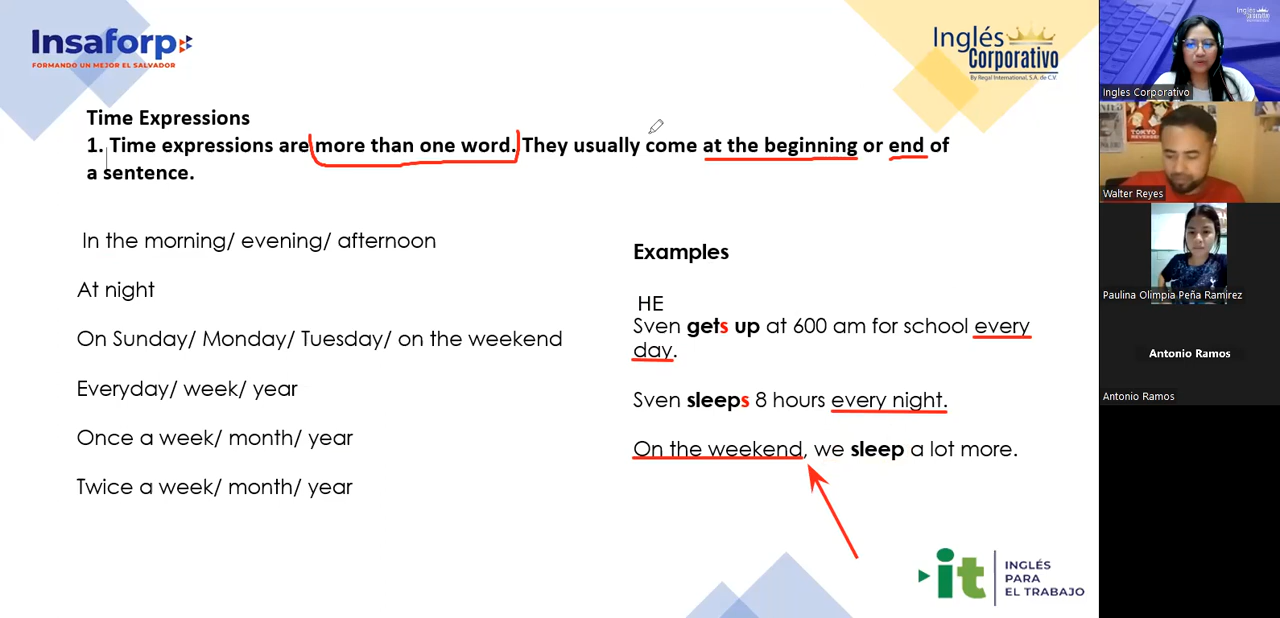 Insaforp
FORMANDO UN MEJOR EL SALVADOR
Inglés
Corporativo
By Regal International, S.A. de C.V.
Time Expressions
1. Time expressions are more than one word. They usually come at the beginning or end of
a sentence.
In the morning/ evening/ afternoon
At night
On Sunday/ Monday/ Tuesday/ on the weekend
Everyday/ week/ year
Once a week/ month/ year
Twice a week/ month/ year
Examples
HE
Sven gets up at 600 am for school every
day.
Sven sleeps 8 hours every night.
On the weekend, we sleep a lot more.
it
INGLÉS
PARA
EL TRABAJO
Ingles Corporativo
TOKYO
Walter Reyes
Paulina Olimpia Peña Ramirez
Antonio Ramos
Antonio Ramos